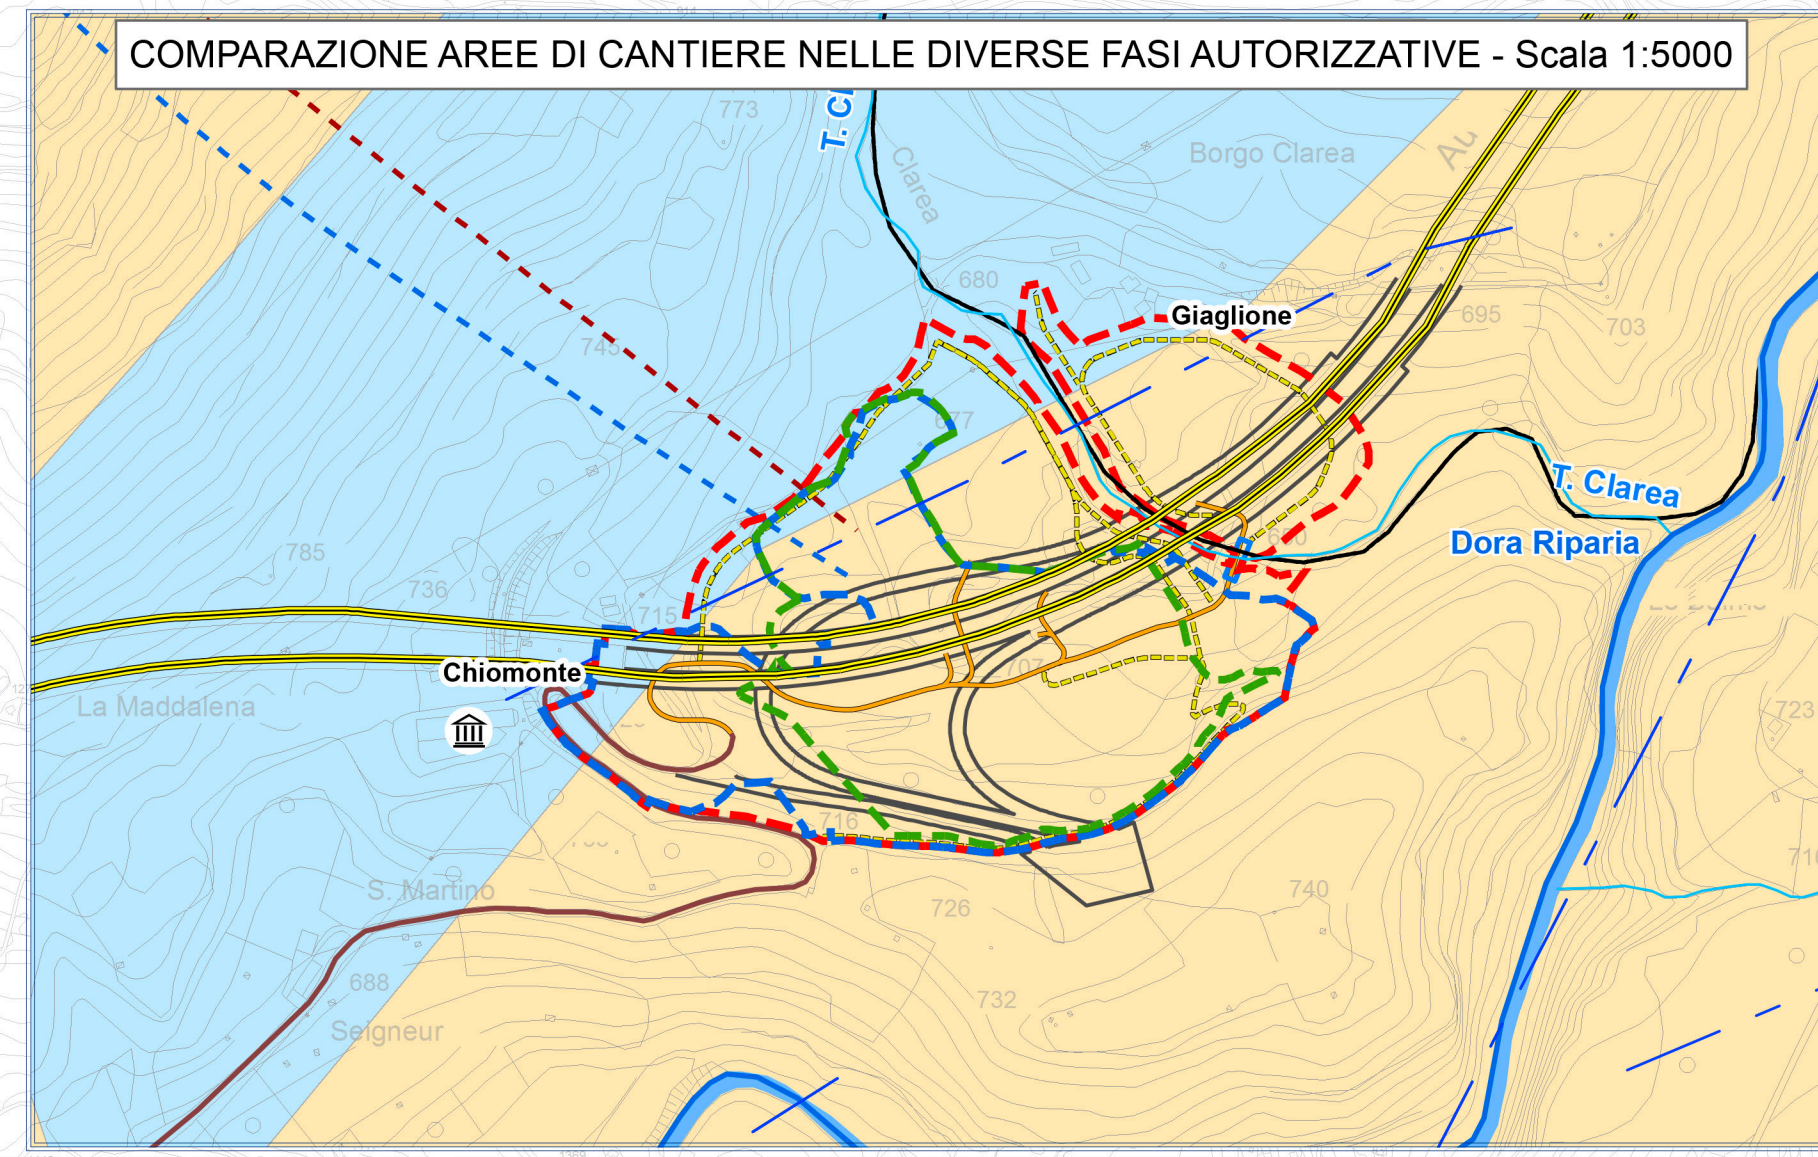 COMPARAZIONE AREE DI CANTIERE NELLE DIVERSE FASI AUTORIZZATIVE - Scala 1:5000
773
Clarea
Borgo Clarea
680
Giaglione
695
703
745
677
T. Clarea
Dora Riparia
785
736
715
Chiomonte
707
La Maddalena
723
716
S. Martino
726
740
688
732
Seigneur